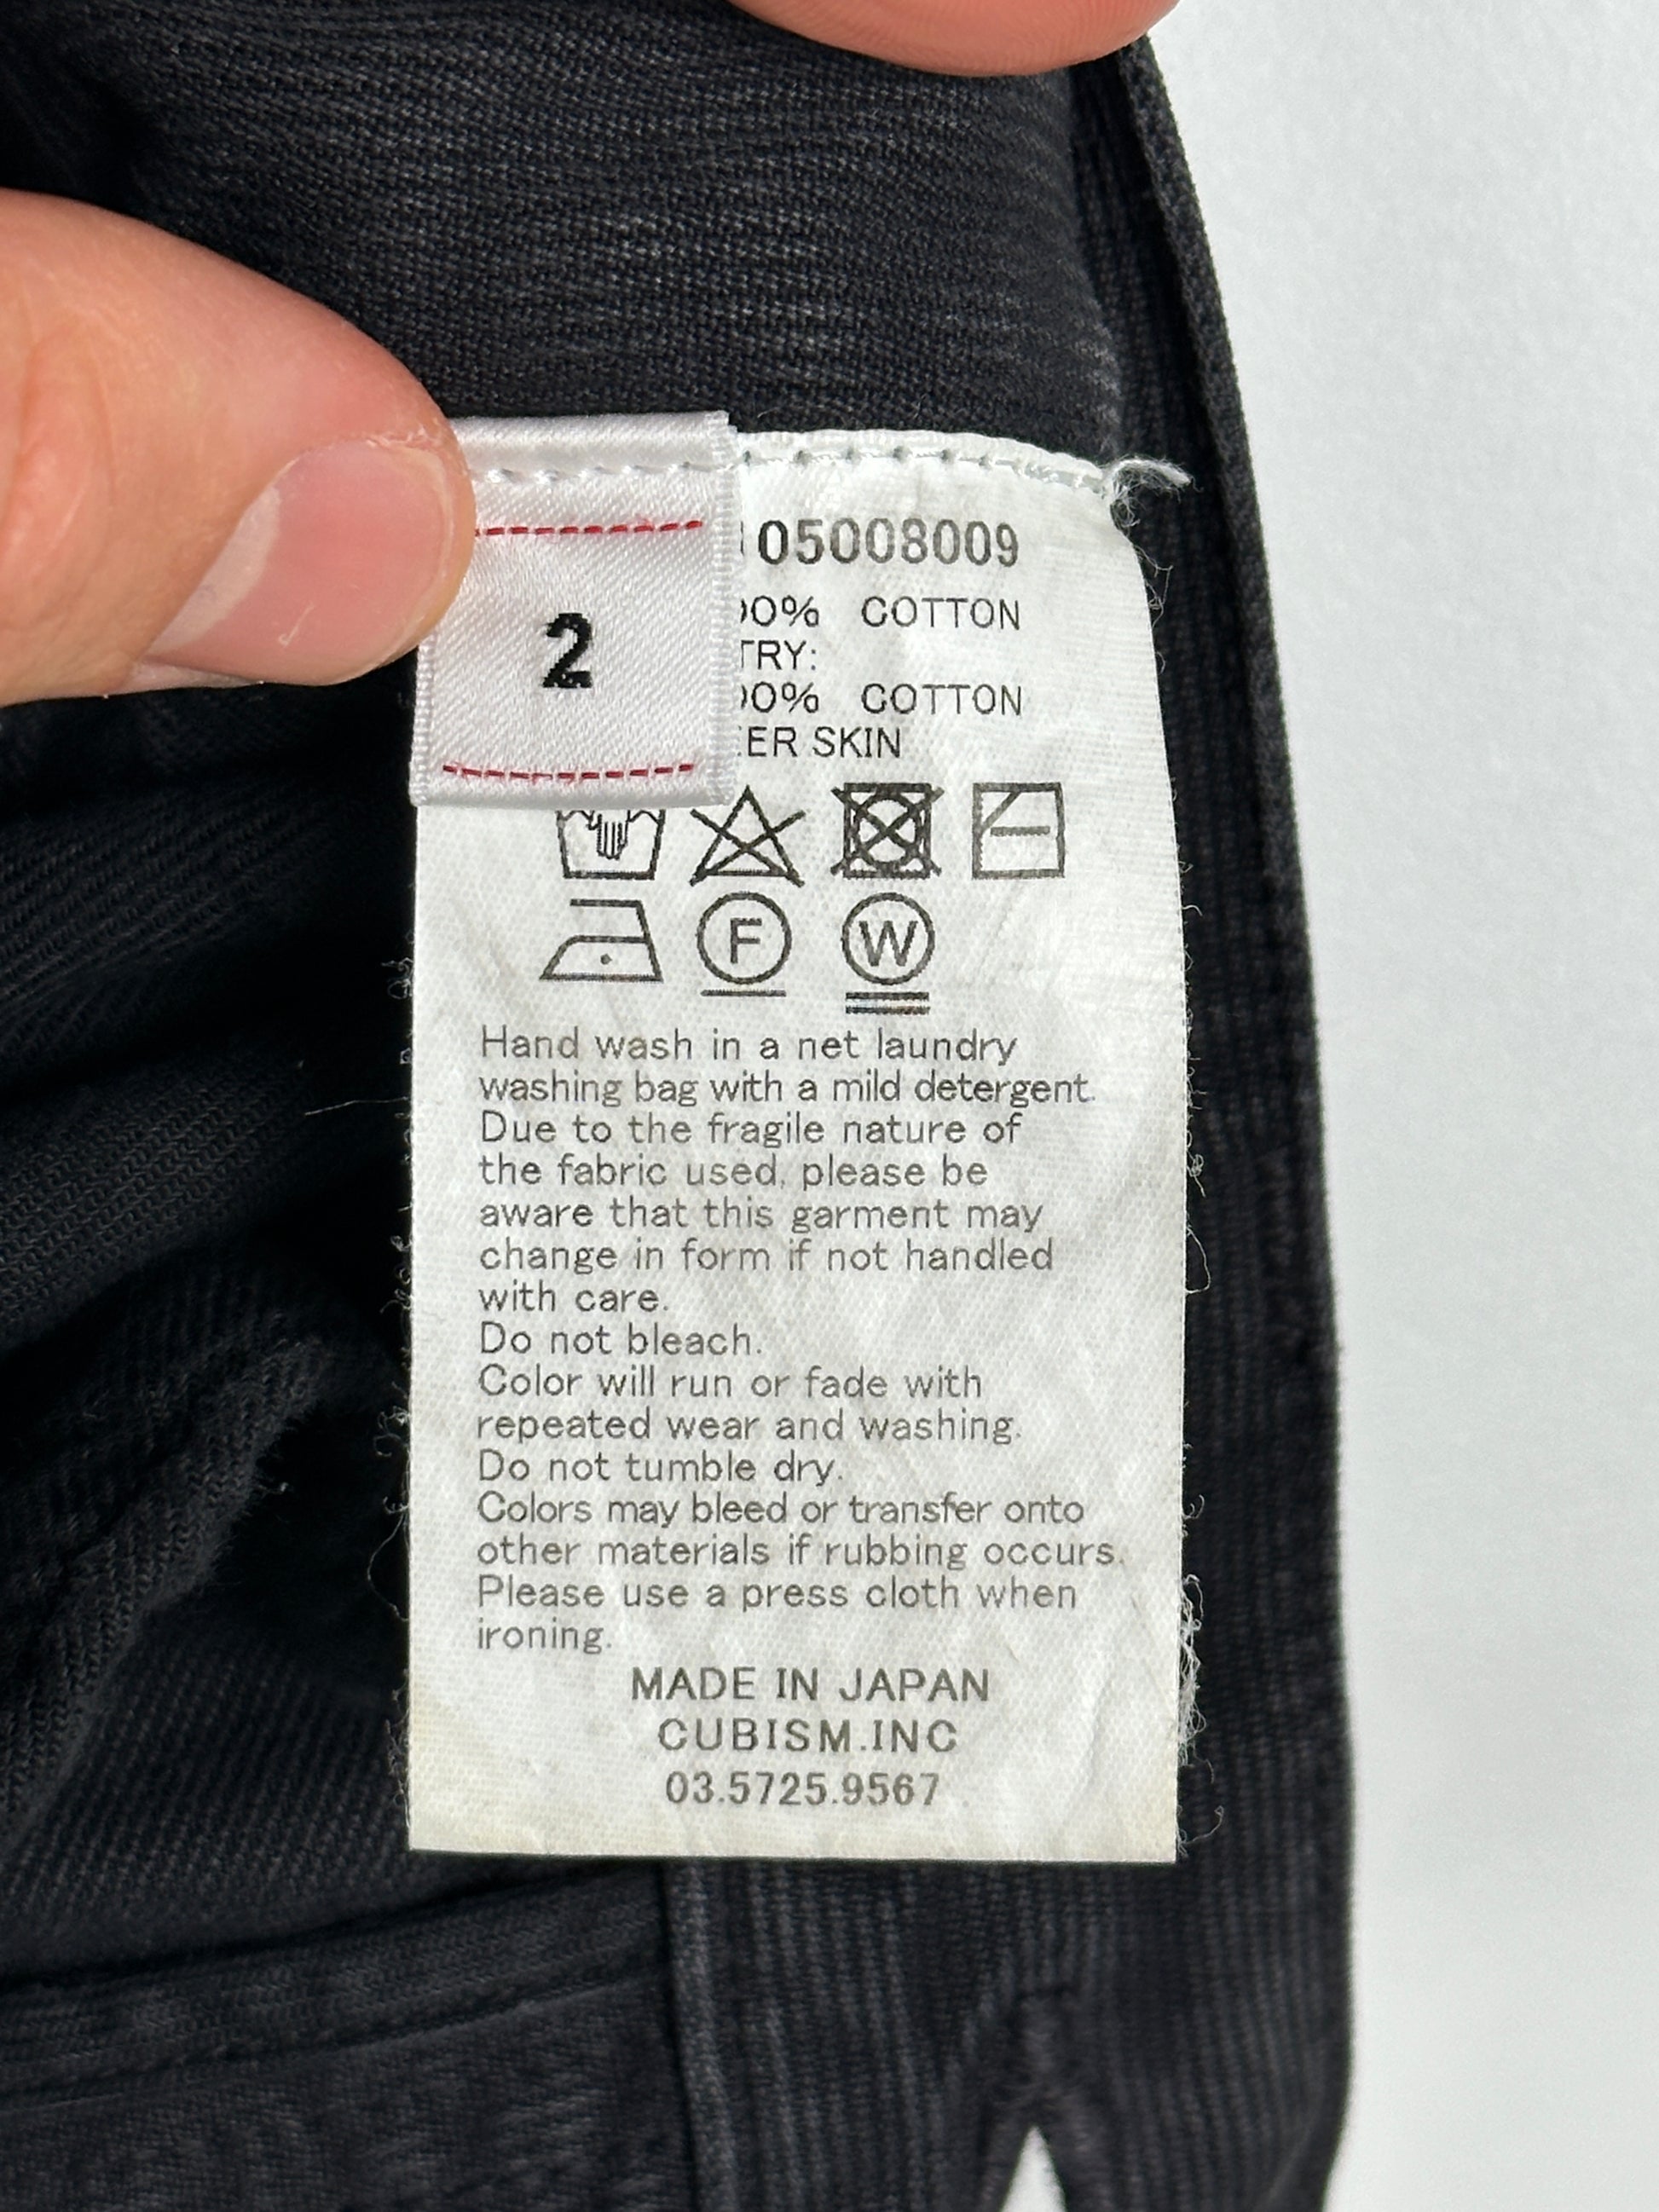 2
05008009
00% COTTON
TRY:
00% COTTON
ER SKIN
F W
Hand wash in a net laundry
washing bag with a mild detergent.
Due to the fragile nature of
the fabric used, please be
aware that this garment may
change in form if not handled
with care.
Do not bleach.
Color will run or fade with
repeated wear and washing.
Do not tumble dry.
Colors may bleed or transfer onto
other materials if rubbing occurs.
Please use a press cloth when
ironing.
MADE IN JAPAN
CUBISM.INC
03.5725.9567